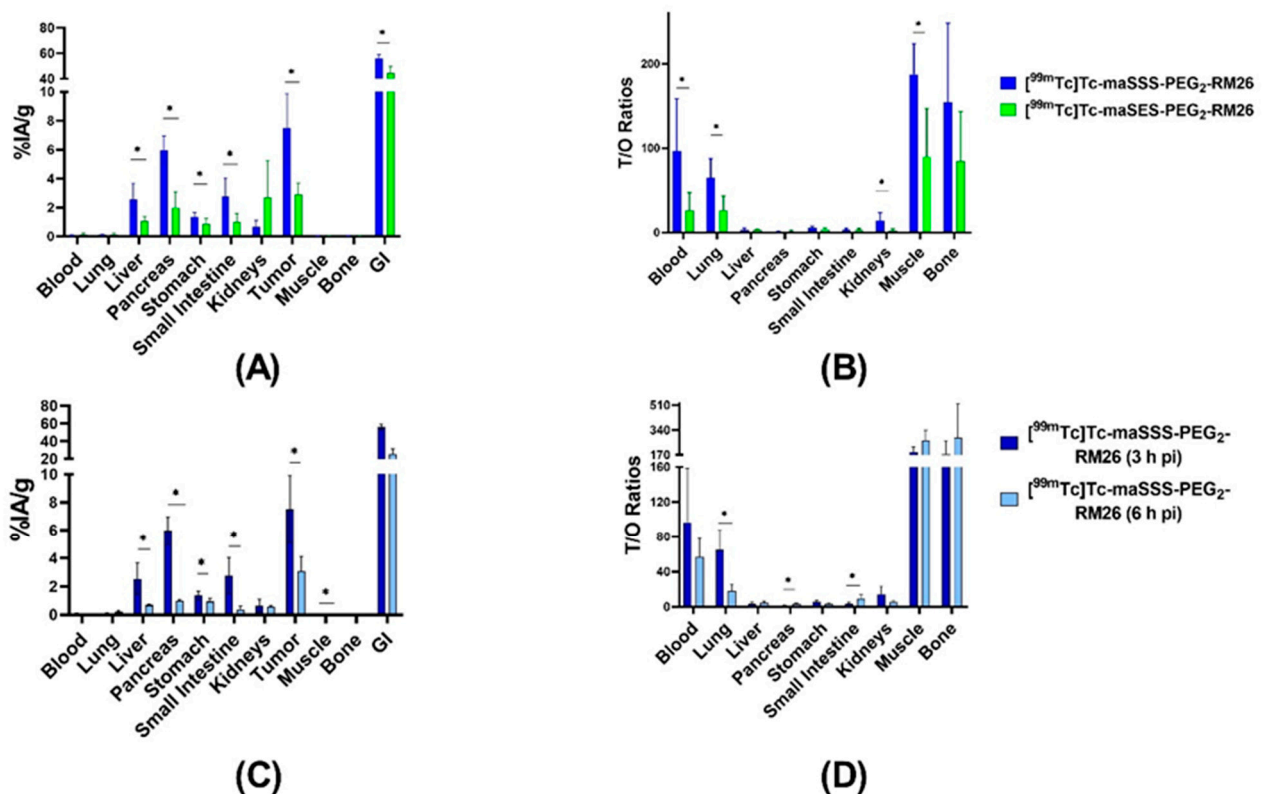 80
60
40
10
8
6
4
2
0
%IA/g
* * * * * *
Blood
Lung
Liver
Pancreas
Stomach
Small Intestine
Kidneys
Tumor
Muscle
Bone
GI
(A)
200
100
0
T/O Ratios
* * * *
Blood
Lung
Liver
Pancreas
Stomach
Small Intestine
Kidneys
Muscle
Bone
(B)
[99mTc]Tc-maSSS-PEG2-RM26
[99mTc]Tc-maSES-PEG2-RM26
80
60
40
20
10
8
6
4
2
0
%IA/g
* * * * * *
Blood
Lung
Liver
Pancreas
Stomach
Small Intestine
Kidneys
Tumor
Muscle
Bone
GI
(C)
510
340
170
160
120
80
40
0
T/O Ratios
* * *
Blood
Lung
Liver
Pancreas
Stomach
Small Intestine
Kidneys
Muscle
Bone
(D)
[99mTc]Tc-maSSS-PEG2-
RM26 (3 h pi)
[99mTc]Tc-maSSS-PEG2-
RM26 (6 h pi)